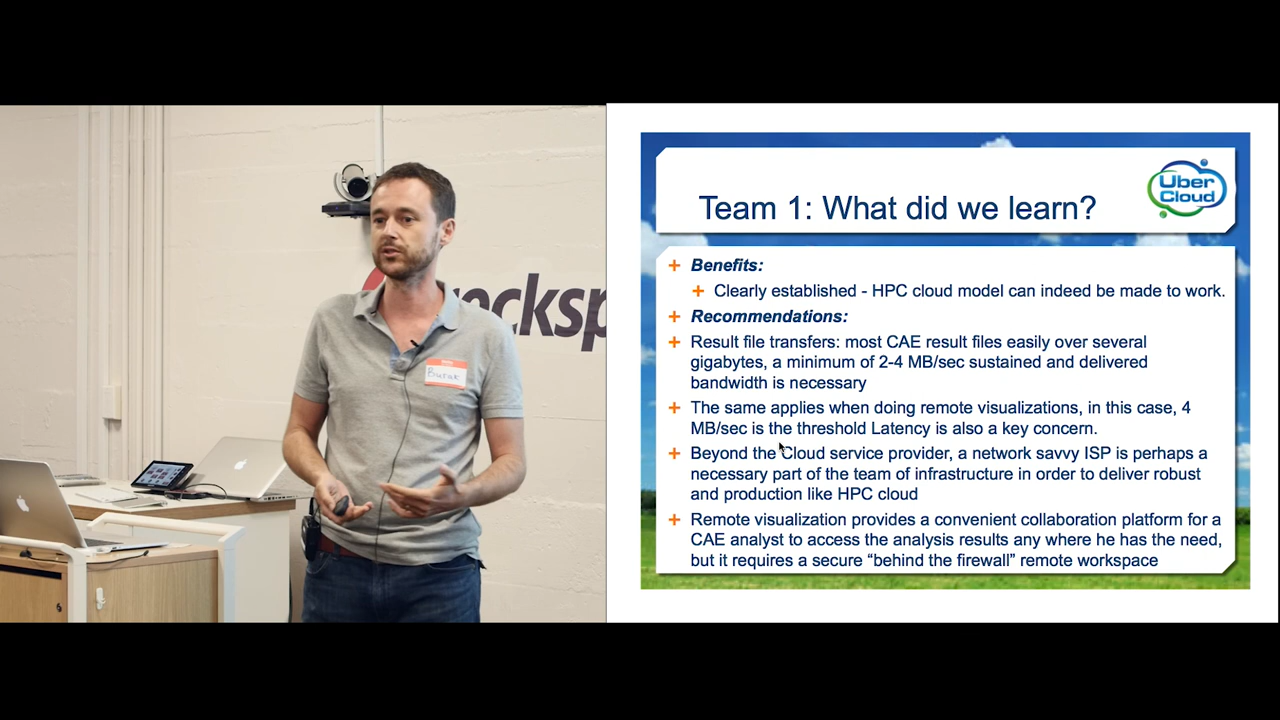 rocksp
Burak
Uber
Cloud
Team 1: What did we learn?
Benefits:
Clearly established - HPC cloud model can indeed be made to work.
Recommendations:
Result file transfers: most CAE result files easily over several
gigabytes, a minimum of 2-4 MB/sec sustained and delivered
bandwidth is necessary
The same applies when doing remote visualizations, in this case, 4
MB/sec is the threshold Latency is also a key concern.
Beyond the Cloud service provider, a network savvy ISP is perhaps a
necessary part of the team of infrastructure in order to deliver robust
and production like HPC cloud
Remote visualization provides a convenient collaboration platform for a
CAE analyst to access the analysis results any where he has the need,
but it requires a secure “behind the firewall” remote workspace